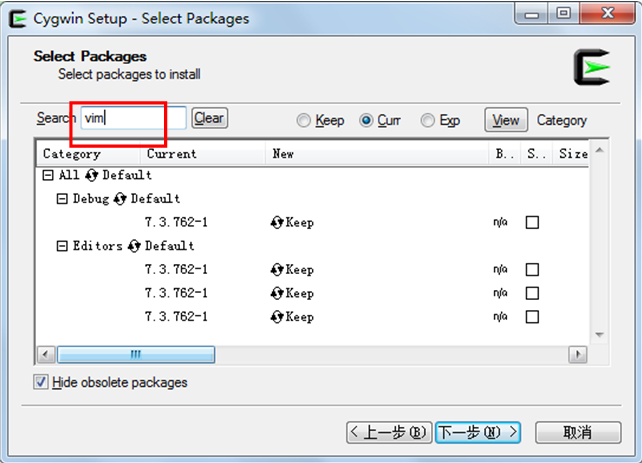 Cygwin Setup - Select Packages
Select Packages
Select packages to install
Search vim Clear Keep Curr Exp View Category
Category Current New B.. S.. Size
All Default
Debug Default
7.3.762-1 Keep n/a
Editors Default
7.3.762-1 Keep n/a
7.3.762-1 Keep n/a
7.3.762-1 Keep n/a
Hide obsolete packages
< 上一步(B) 下一步(N) > 取消